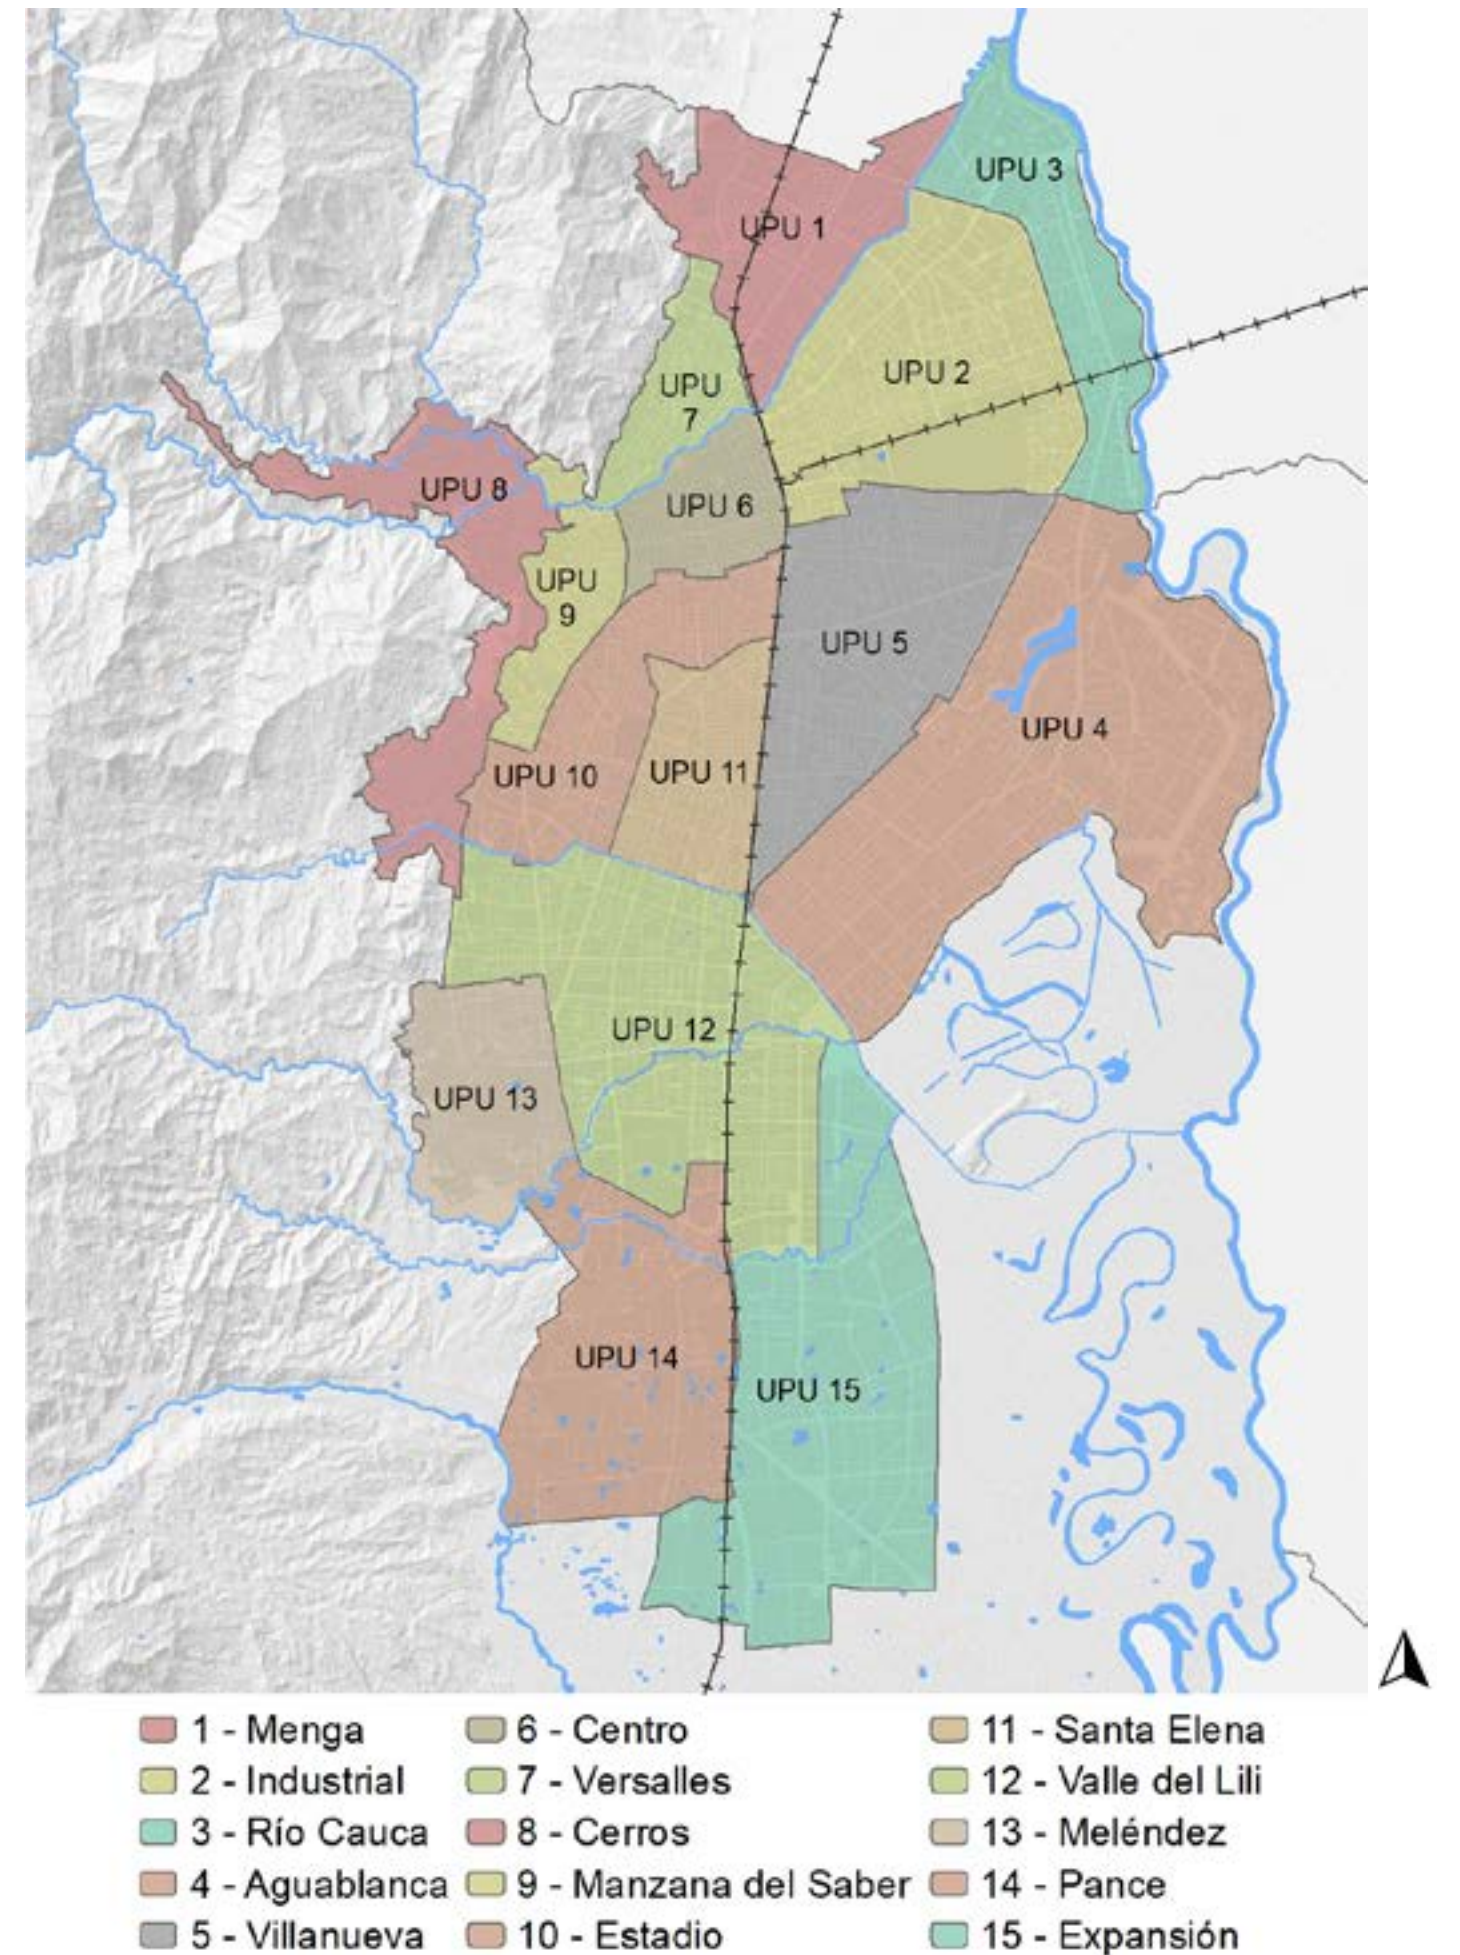 UPU 3
UPU 1
UPU 2
UPU
7
UPU 8
UPU 6
UPU
9
UPU 5
UPU 4
UPU 10
UPU 11
UPU 12
UPU 13
UPU 14
UPU 15
1 - Menga
2 - Industrial
3 - Río Cauca
4 - Aguablanca
5 - Villanueva
6 - Centro
7 - Versalles
8 - Cerros
9 - Manzana del Saber
10 - Estadio
11 - Santa Elena
12 - Valle del Lili
13 - Meléndez
14 - Pance
15 - Expansión